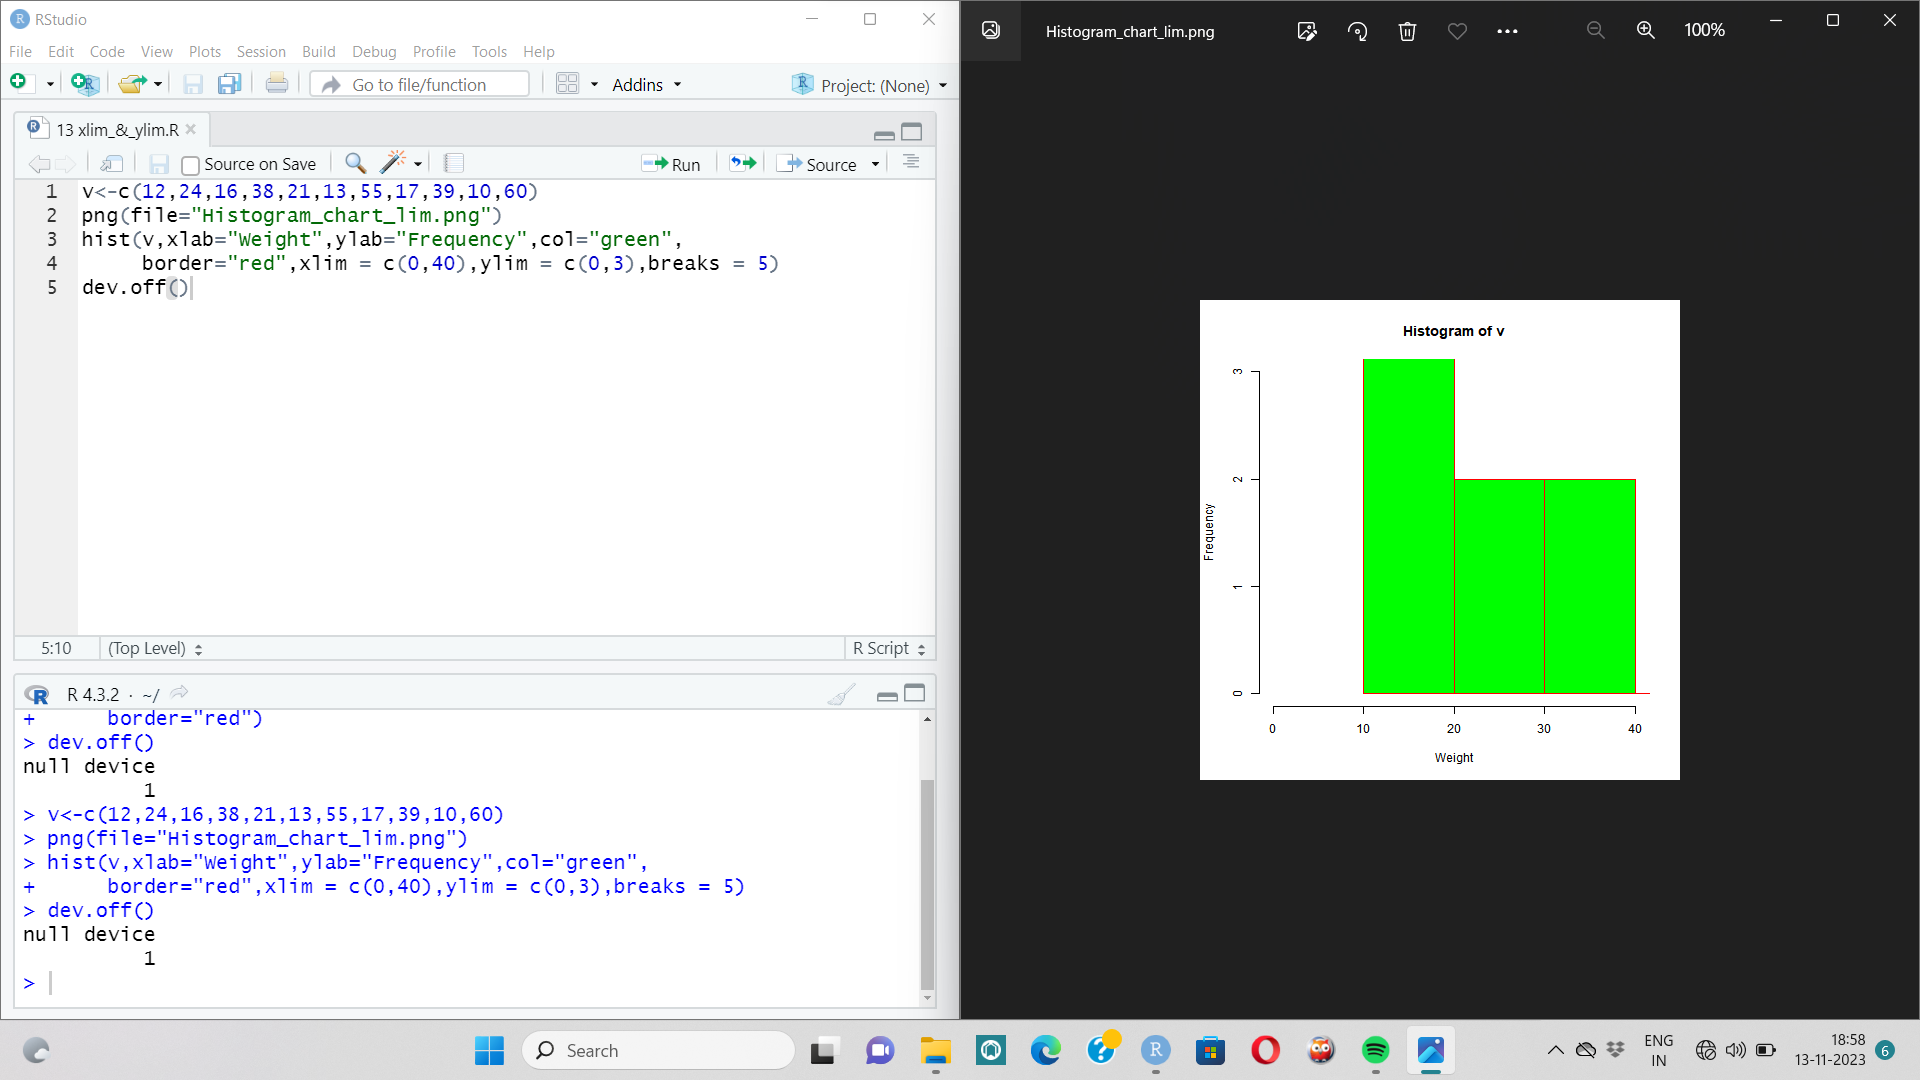 RStudio
File Edit Code View Plots Session Build Debug Profile Tools Help
Go to file/function Addins Project: (None)
13 xlim_&_ylim.R
Source on Save Run Source
1 v<-c(12,24,16,38,21,13,55,17,39,10,60)
2 png(file="Histogram_chart_lim.png")
3 hist(v,xlab="Weight",ylab="Frequency",col="green",
4 border="red",xlim = c(0,40),ylim = c(0,3),breaks = 5)
5 dev.off()
5:10 (Top Level) R Script
R 4.3.2 · ~/
+ border="red")
> dev.off()
null device
1
> v<-c(12,24,16,38,21,13,55,17,39,10,60)
> png(file="Histogram_chart_lim.png")
> hist(v,xlab="Weight",ylab="Frequency",col="green",
+ border="red",xlim = c(0,40),ylim = c(0,3),breaks = 5)
> dev.off()
null device
1
>
Histogram_chart_lim.png 100%
Histogram of v
3
2
1
0
Frequency
0 10 20 30 40
Weight
Search
ENG
IN
18:58
13-11-2023
6